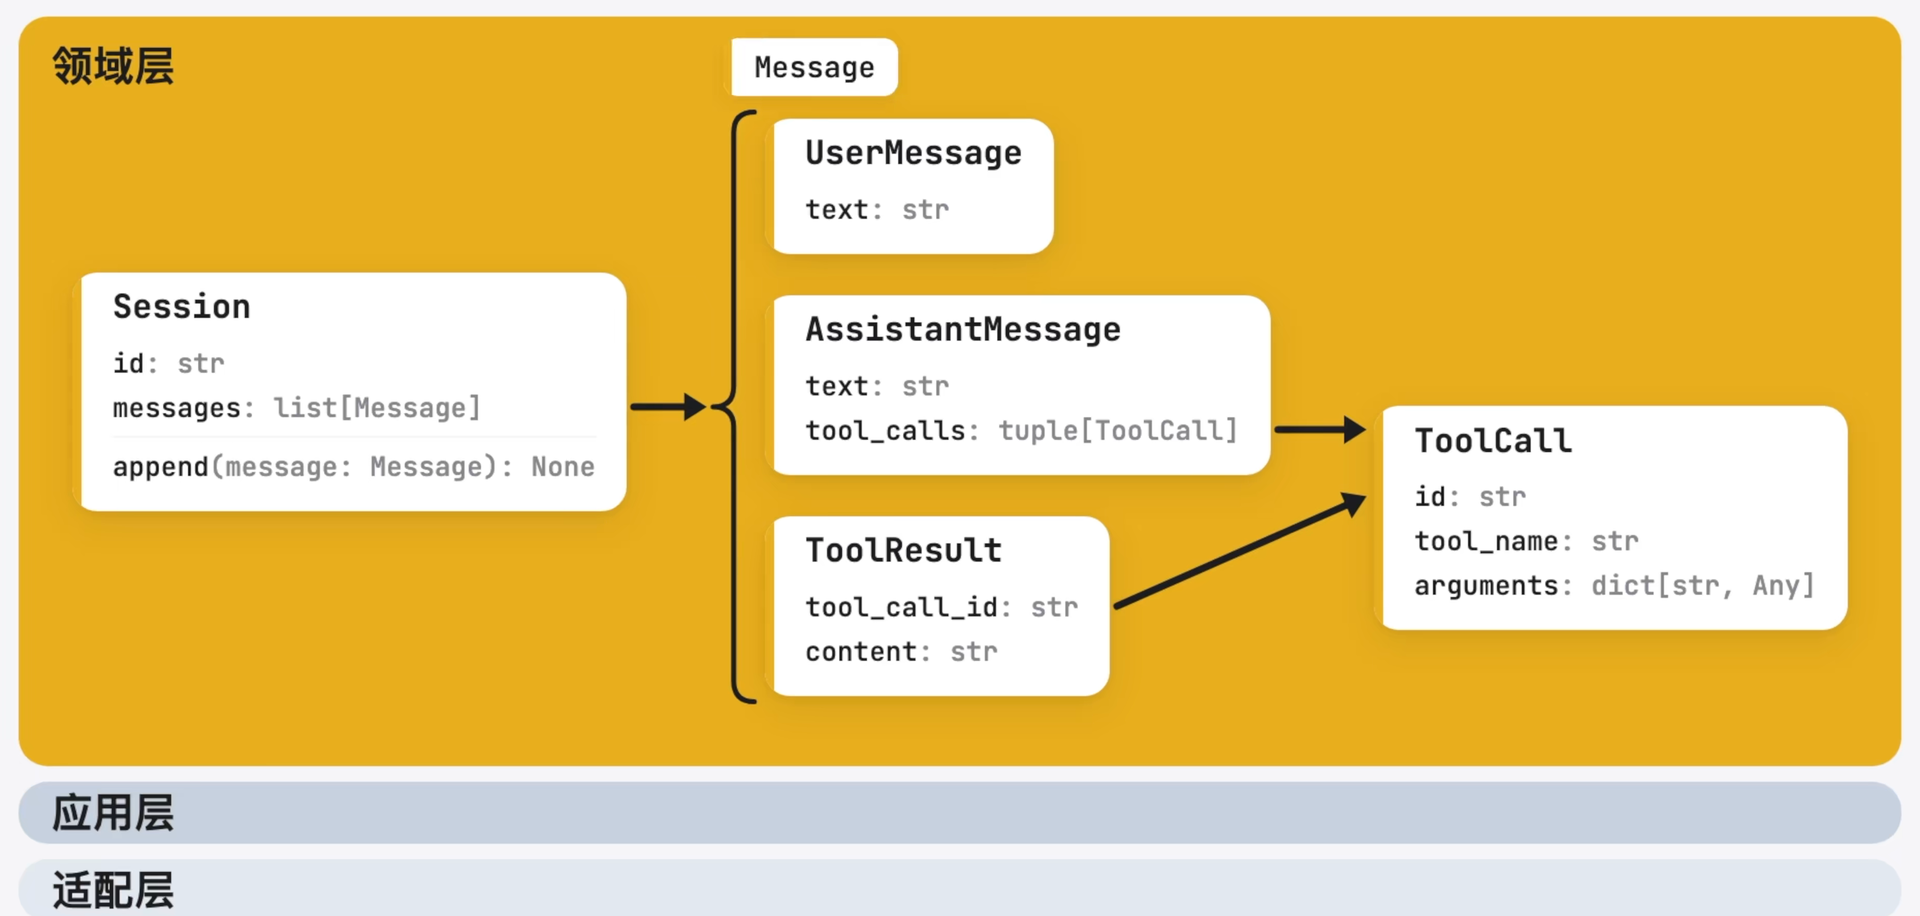 领域层
Message
UserMessage
text: str
Session
id: str
messages: list[Message]
append(message: Message): None
AssistantMessage
text: str
tool_calls: tuple[ToolCall]
ToolResult
tool_call_id: str
content: str
ToolCall
id: str
tool_name: str
arguments: dict[str, Any]
应用层
适配层